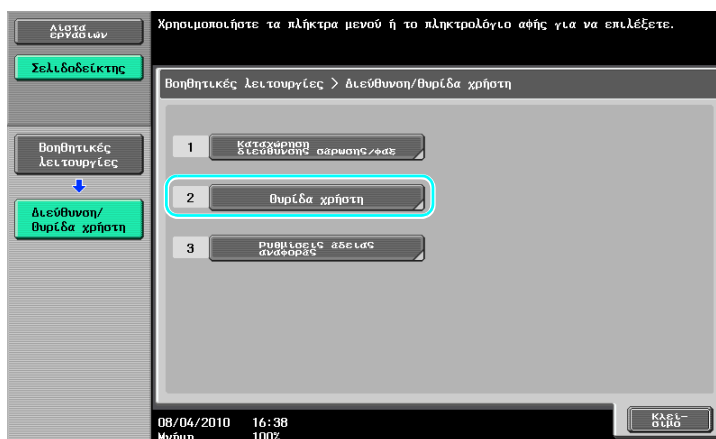 Λίστα
εργασιών
Χρησιμοποιήστε τα πλήκτρα μενού ή το πληκτρολόγιο αφής για να επιλέξετε.
Σελιδοδείκτης
Βοηθητικές λειτουργίες > Διεύθυνση/θυρίδα χρήστη
Βοηθητικές
λειτουργίες
Διεύθυνση/
θυρίδα χρήστη
1 Καταχώρηση
διεύθυνσης σάρωσης/φαξ
2 θυρίδα χρήστη
3 Ρυθμίσεις άδειας
αναφοράς
08/04/2010 16:38
Μνήμη 100%
Κλεί-
σιμο